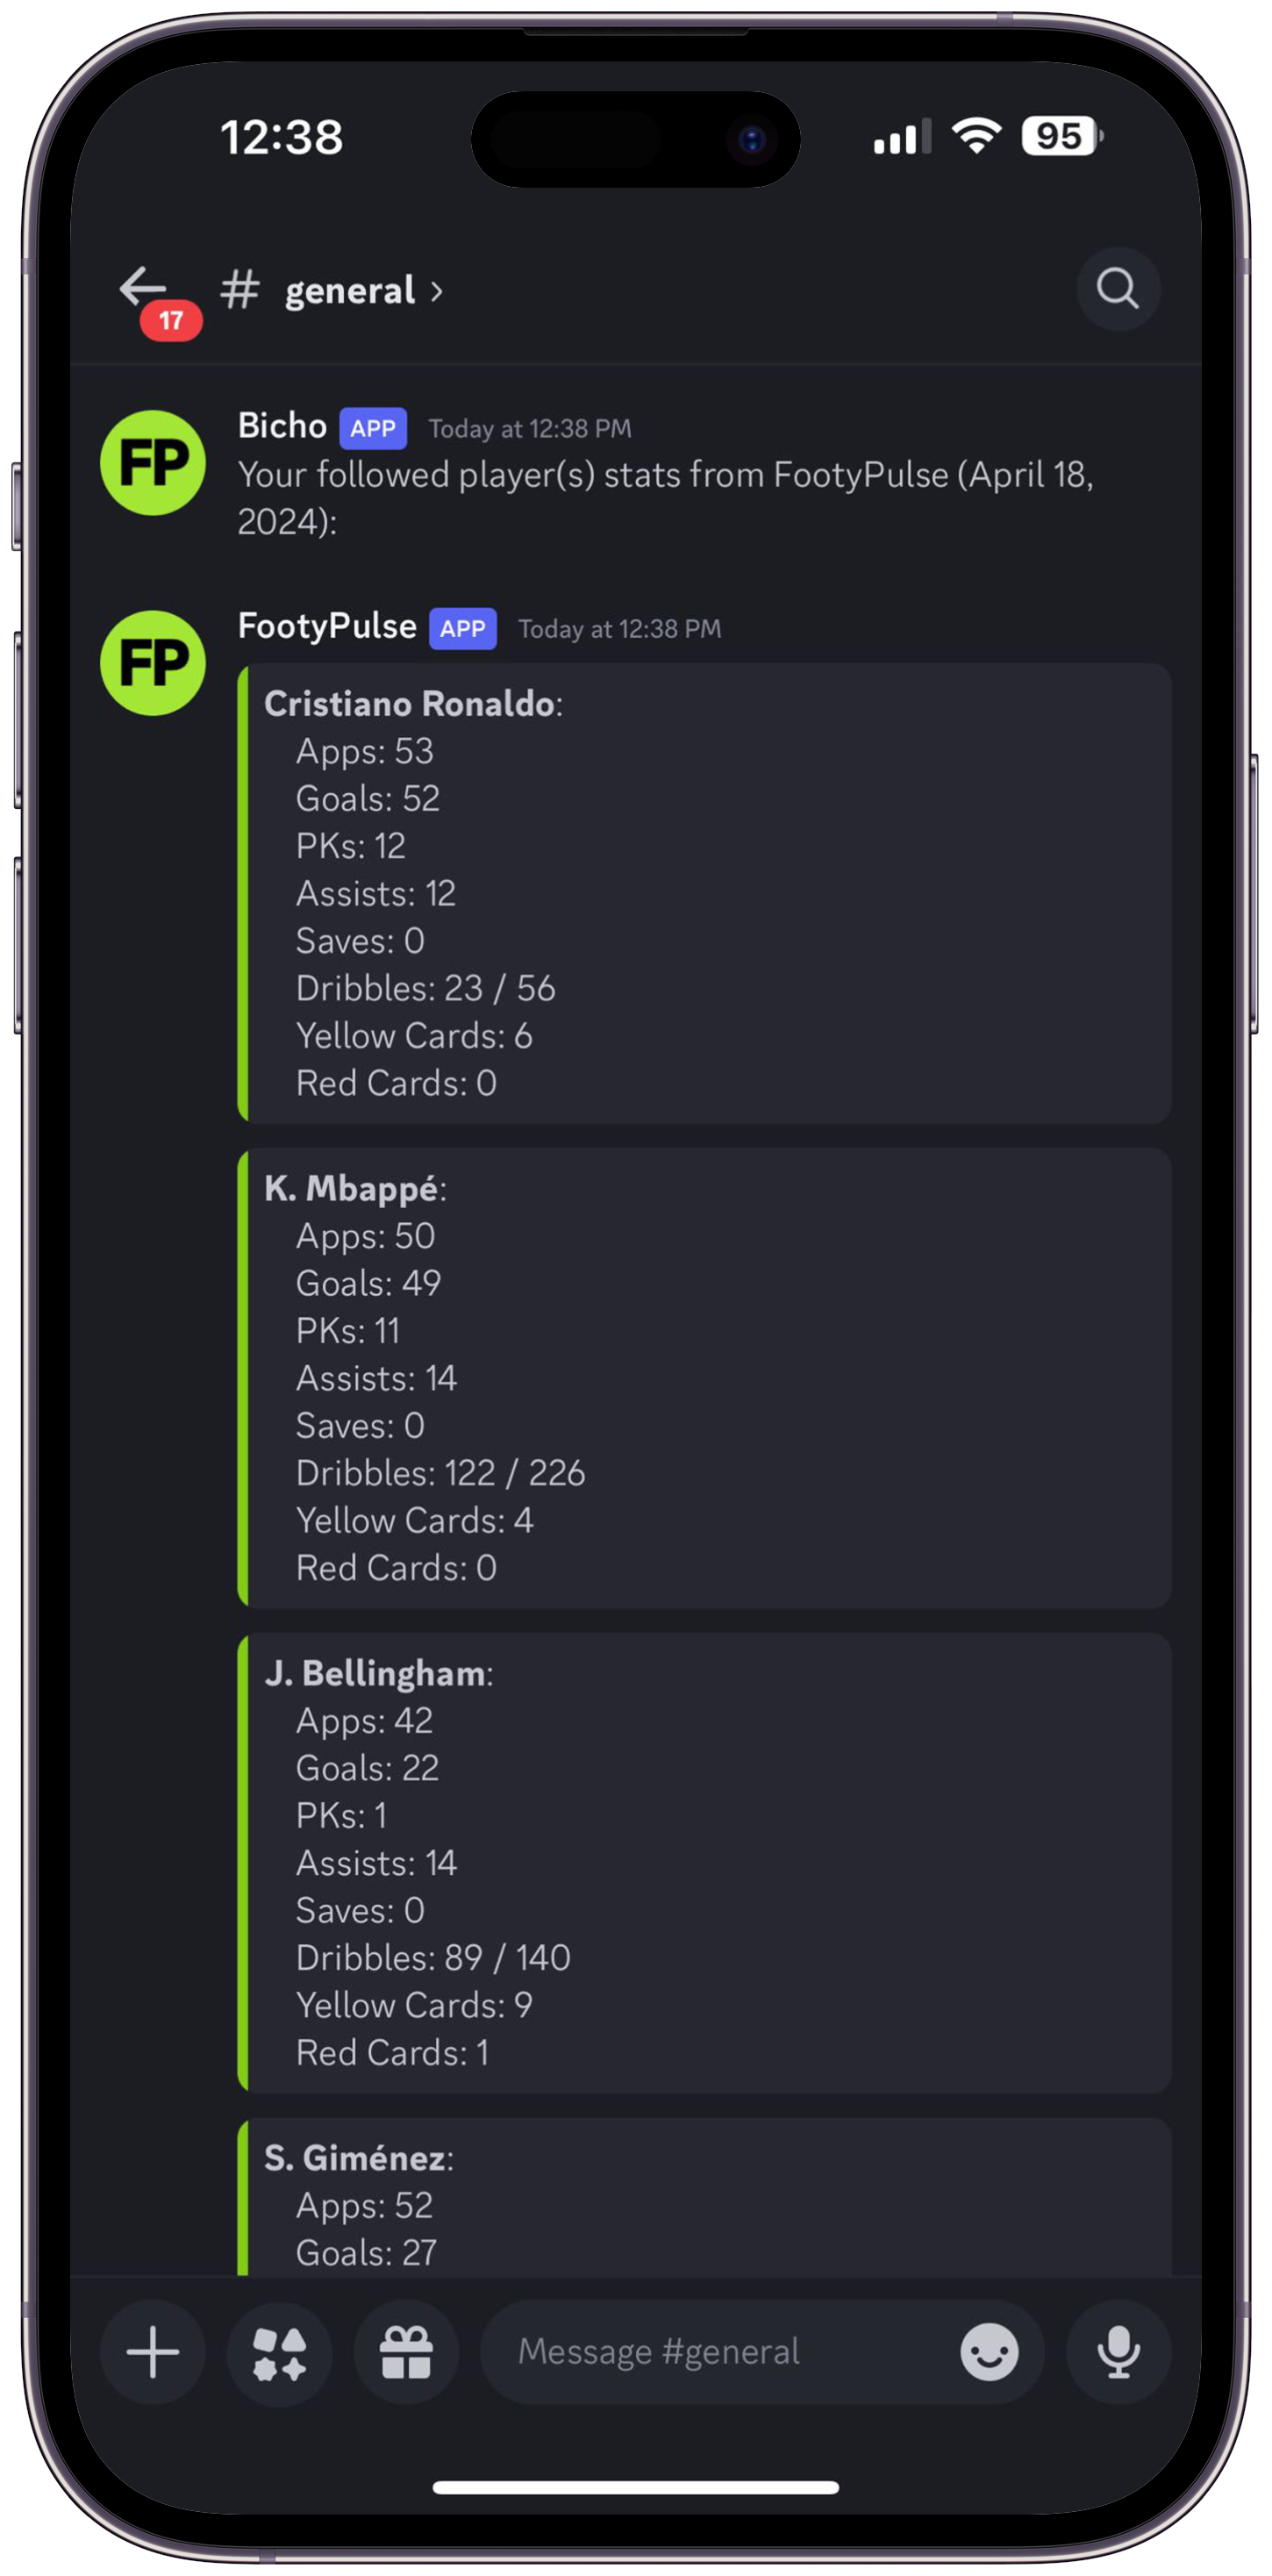 12:38
95
17
# general >
FP
Bicho APP Today at 12:38 PM
Your followed player(s) stats from FootyPulse (April 18,
2024):
FP
FootyPulse APP Today at 12:38 PM
Cristiano Ronaldo:
Apps: 53
Goals: 52
PKs: 12
Assists: 12
Saves: 0
Dribbles: 23 / 56
Yellow Cards: 6
Red Cards: 0
K. Mbappé:
Apps: 50
Goals: 49
PKs: 11
Assists: 14
Saves: 0
Dribbles: 122 / 226
Yellow Cards: 4
Red Cards: 0
J. Bellingham:
Apps: 42
Goals: 22
PKs: 1
Assists: 14
Saves: 0
Dribbles: 89 / 140
Yellow Cards: 9
Red Cards: 1
S. Giménez:
Apps: 52
Goals: 27
Message #general